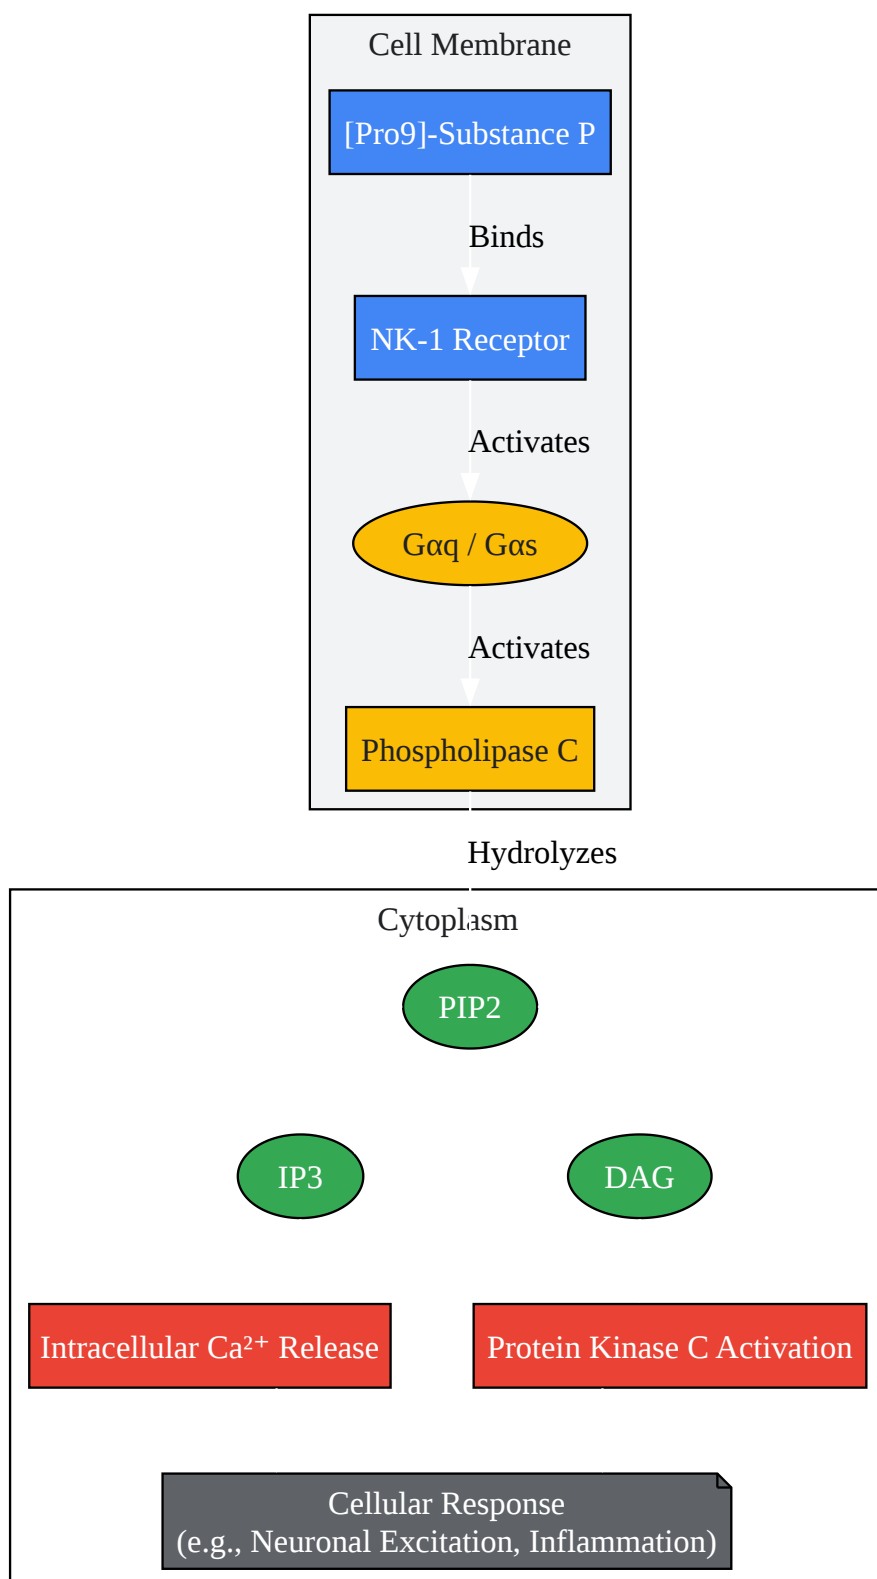 Cell Membrane
[Pro9]-Substance P
Binds
NK-1 Receptor
Activates
Gαq / Gαs
Activates
Phospholipase C
Hydrolyzes
Cytoplasm
PIP2
IP3
DAG
Intracellular Ca²⁺ Release
Protein Kinase C Activation
Cellular Response
(e.g., Neuronal Excitation, Inflammation)